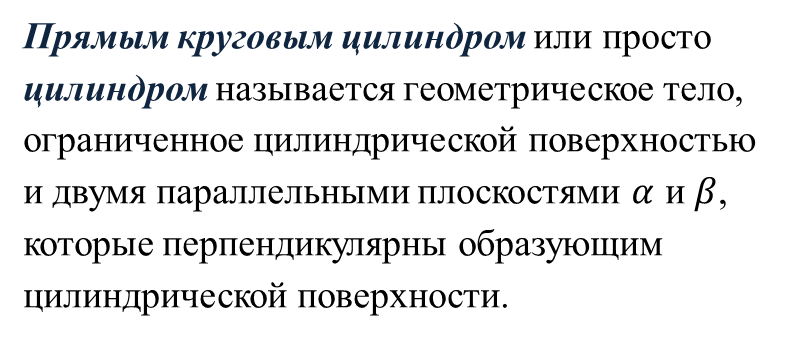 Прямым круговым цилиндром или просто
цилиндром называется геометрическое тело,
ограниченное цилиндрической поверхностью
и двумя параллельными плоскостями α и β,
которые перпендикулярны образующим
цилиндрической поверхности.